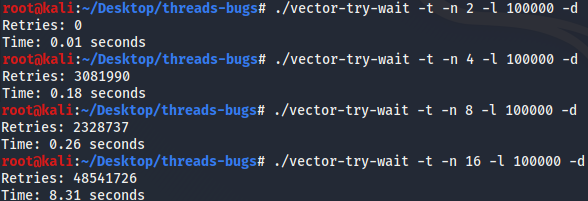 root@kali:~/Desktop/threads-bugs# ./vector-try-wait -t -n 2 -l 100000 -d
Retries: 0
Time: 0.01 seconds
root@kali:~/Desktop/threads-bugs# ./vector-try-wait -t -n 4 -l 100000 -d
Retries: 3081990
Time: 0.18 seconds
root@kali:~/Desktop/threads-bugs# ./vector-try-wait -t -n 8 -l 100000 -d
Retries: 2328737
Time: 0.26 seconds
root@kali:~/Desktop/threads-bugs# ./vector-try-wait -t -n 16 -l 100000 -d
Retries: 48541726
Time: 8.31 seconds